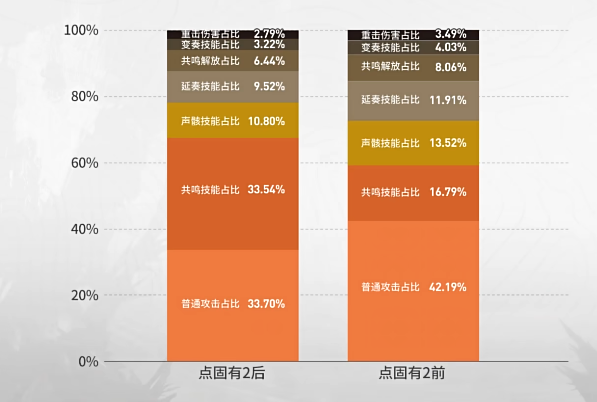 100%
80%
60%
40%
20%
0%
重击伤害占比 2.79%
变奏技能占比 3.22%
共鸣解放占比 6.44%
延奏技能占比 9.52%
声骸技能占比 10.80%
共鸣技能占比 33.54%
普通攻击占比 33.70%
重击伤害占比 3.49%
变奏技能占比 4.03%
共鸣解放占比 8.06%
延奏技能占比 11.91%
声骸技能占比 13.52%
共鸣技能占比 16.79%
普通攻击占比 42.19%
点固有2后
点固有2前